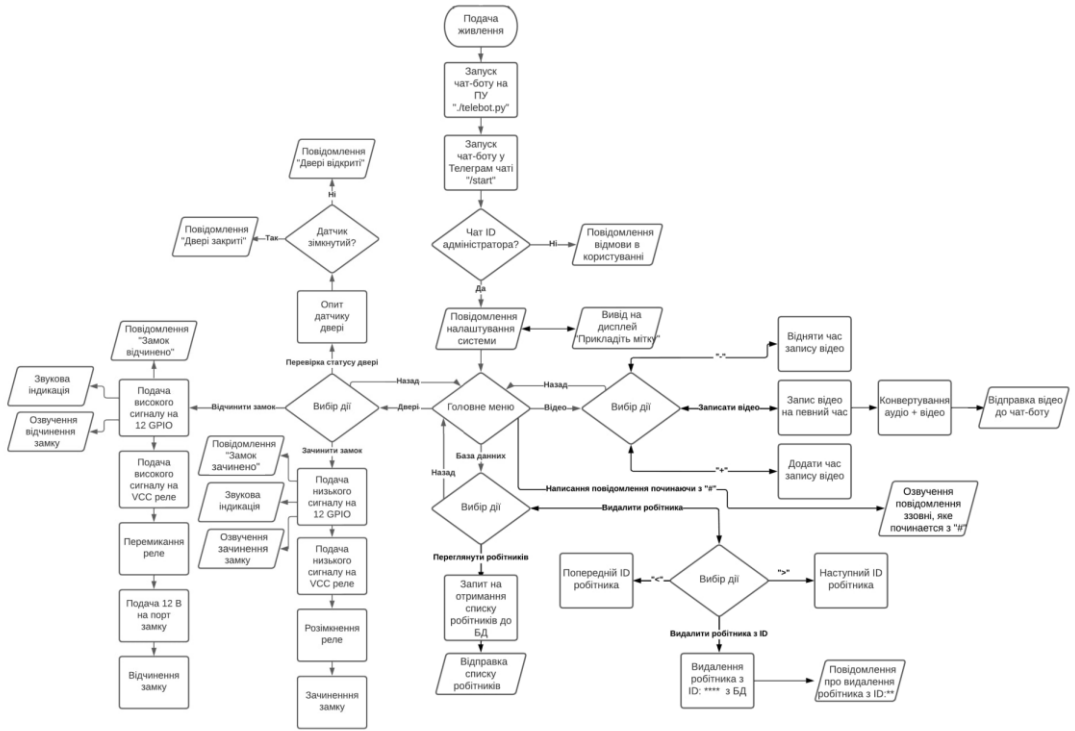 Подача
живлення
Запуск
чат-боту на
ПУ
"./telebot.py"
Запуск
чат-боту у
Телеграм чаті
"/start"
Чат ID
адміністратора?
Ні
Повідомлення
відмови в
користуванні
Да
Повідомлення
налаштування
системи
Вивід на
дисплей
"Прикладіть мітку"
Головне меню
Повідомлення
"Двері відкриті"
Ні
Датчик
зімкнутий?
Так
Повідомлення
"Двері закриті"
Опит
датчику
двері
Перевірка статусу двері
Вибір дії
Назад
Двері
Відчинити замок
Повідомлення
"Замок
відчинено"
Звукова
індикація
Озвучення
відчинення
замку
Подача
високого
сигналу на
12 GPIO
Подача
високого
сигналу на
VCC реле
Перемикання
реле
Подача 12 В
на порт
замку
Відчинення
замку
Зачинити замок
Повідомлення
"Замок
зачинено"
Звукова
індикація
Озвучення
зачинення
замку
Подача
низького
сигналу на
12 GPIO
Подача
низького
сигналу на
VCC реле
Розімкнення
реле
Зачиненння
замку
База данних
Назад
Вибір дії
Переглянути робітників
Запит на
отримання
списку
робітників до
БД
Відправка
списку
робітників
Відео
Назад
Вибір дії
"-"
Відняти час
запису відео
Записати відео
Запис відео
на певний час
Конвертування
аудіо + відео
Відправка відео
до чат-боту
"+"
Додати час
запису відео
Написання повідомлення починаючи з "#"
Озвучення
повідомлення
ззовні, яке
починается з "#"
Видалити робітника
Вибір дії
"<"
Попередній ID
робітника
">"
Наступний ID
робітника
Видалити робітника з ID
Видалення
робітника з
ID: **** з БД
Повідомлення
про видалення
робітника з ID:**